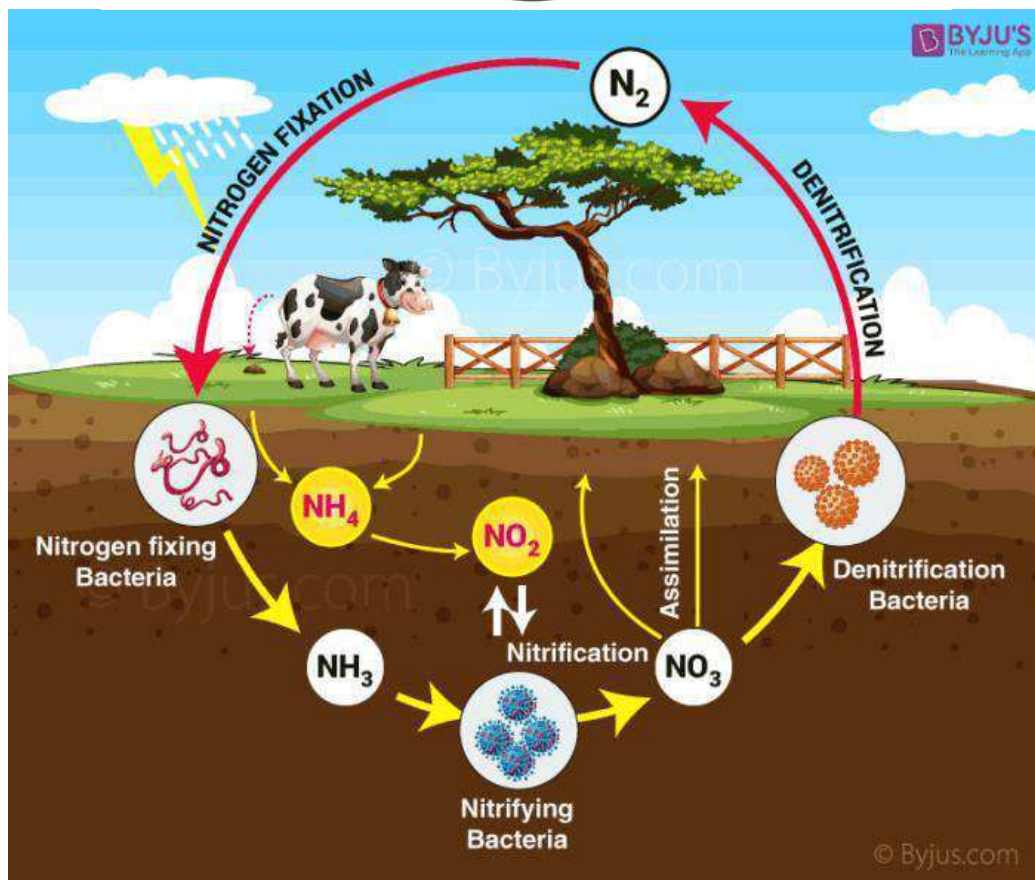 BYJU'S
The Learning App
N2
NITROGEN FIXATION
DENITRIFICATION
© Byjus.com
NH4
NO2
Nitrogen fixing
Bacteria
Assimilation
Denitrification
Bacteria
© Byjus.com
Nitrification
NH3
NO3
Nitrifying
Bacteria
© Byjus.com